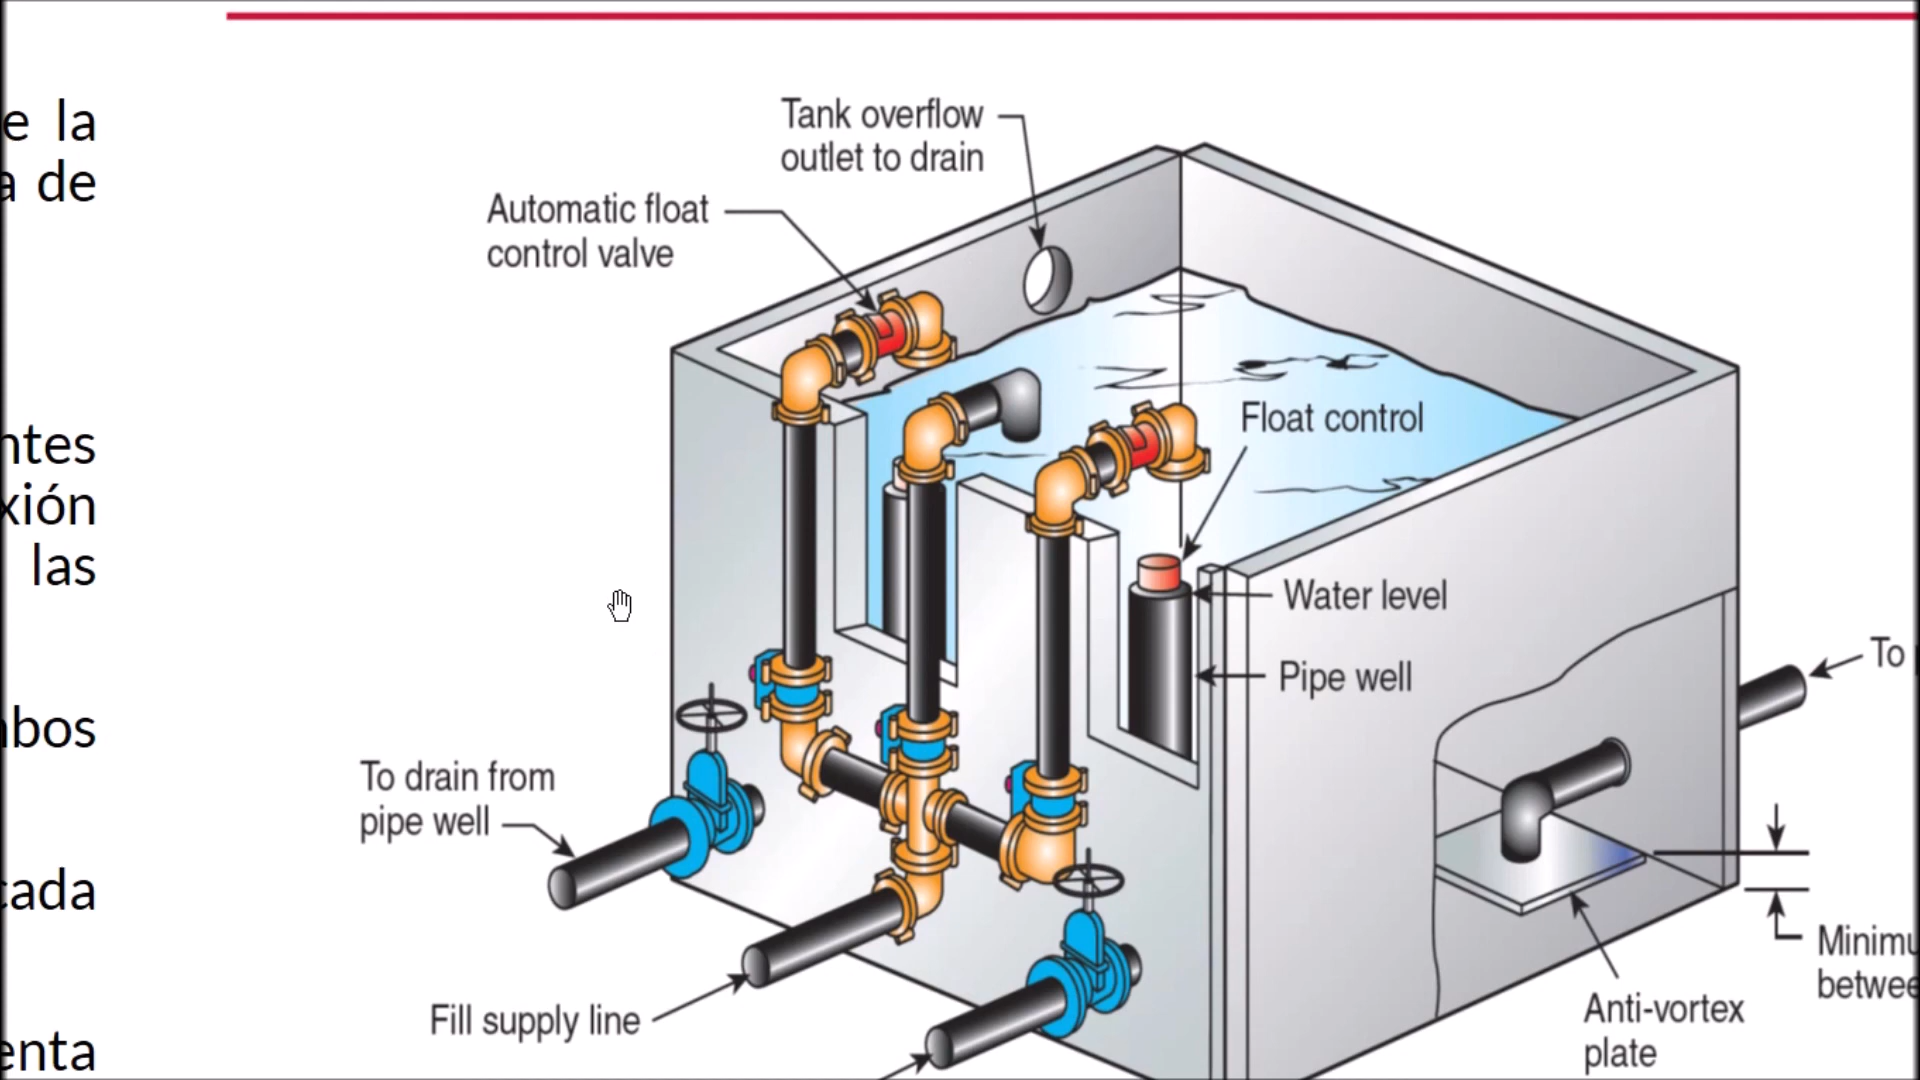 e la
a de
ntes
xión
las
mbos
cada
enta
Tank overflow
outlet to drain
Automatic float
control valve
Float control
Water level
Pipe well
To
To drain from
pipe well
Fill supply line
Anti-vortex
plate
Minimu
betwee